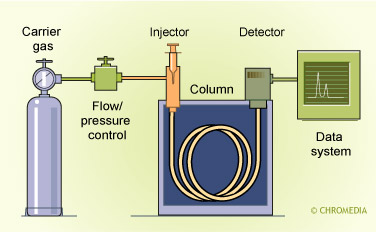 Carrier
gas
Injector
Detector
Column
Flow/
pressure
control
Data
system
© CHROMEDIA